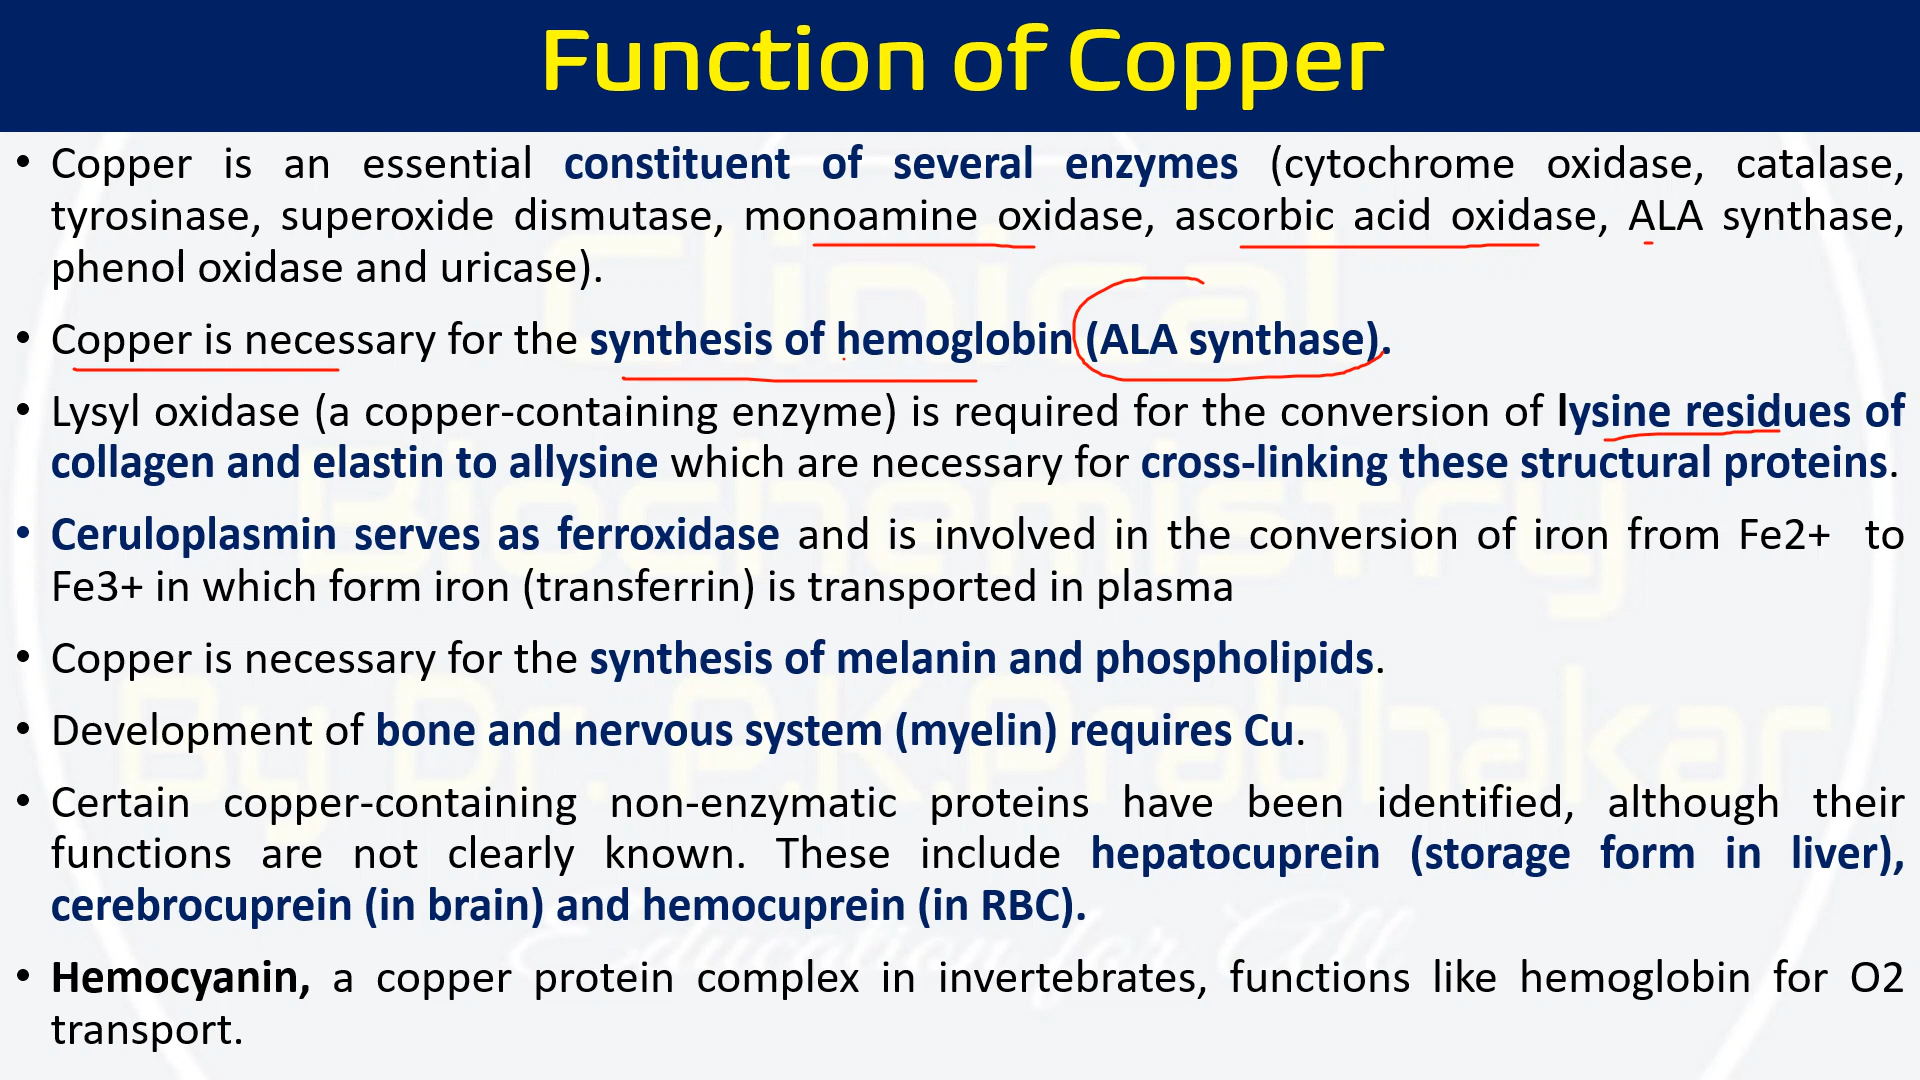 Function of Copper
• Copper is an essential constituent of several enzymes (cytochrome oxidase, catalase,
tyrosinase, superoxide dismutase, monoamine oxidase, ascorbic acid oxidase, ALA synthase,
phenol oxidase and uricase).
• Copper is necessary for the synthesis of hemoglobin (ALA synthase).
• Lysyl oxidase (a copper-containing enzyme) is required for the conversion of lysine residues of
collagen and elastin to allysine which are necessary for cross-linking these structural proteins.
• Ceruloplasmin serves as ferroxidase and is involved in the conversion of iron from Fe2+ to
Fe3+ in which form iron (transferrin) is transported in plasma
• Copper is necessary for the synthesis of melanin and phospholipids.
• Development of bone and nervous system (myelin) requires Cu.
• Certain copper-containing non-enzymatic proteins have been identified, although their
functions are not clearly known. These include hepatocuprein (storage form in liver),
cerebrocuprein (in brain) and hemocuprein (in RBC).
• Hemocyanin, a copper protein complex in invertebrates, functions like hemoglobin for O2
transport.
Clinical
Biochemistry
By Dr. P.K.Prabhakar
Education for All